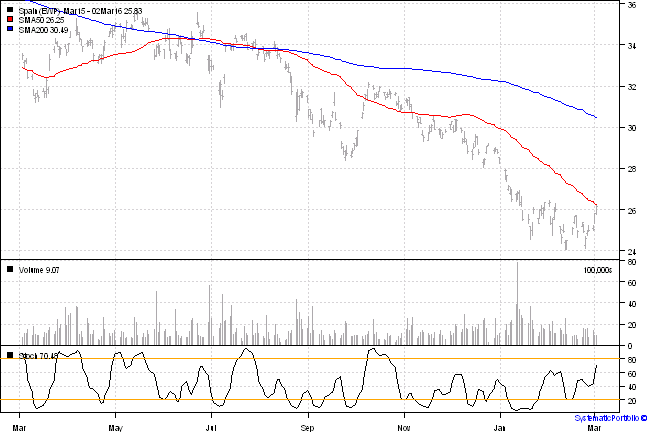 Spain (EWP) Mar15 - 02Mar16 25.83
SMA50 26.25
SMA200 30.49
36
34
32
30
28
26
24
Volume 9.07
100,000s
80
60
40
20
0
Stoch 70.48
80
60
40
20
Mar May Jul Sep Nov Jan Mar
SystematicPortfolio ©